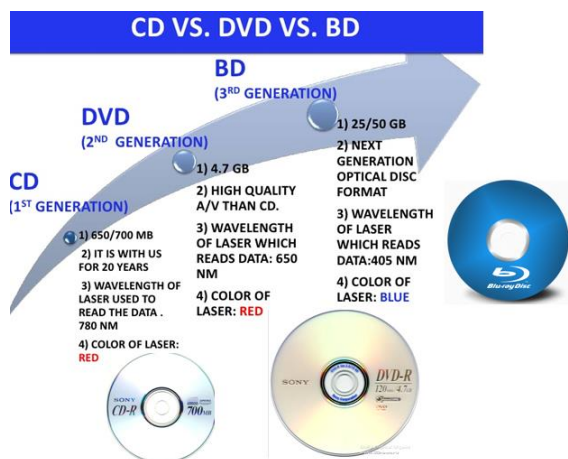 CD VS. DVD VS. BD
BD
(3RD GENERATION)
DVD
(2ND GENERATION)
CD
(1ST GENERATION)
1) 650/700 MB
2) IT IS WITH US
FOR 20 YEARS
3) WAVELENGTH OF
LASER USED TO
READ THE DATA .
780 NM
4) COLOR OF LASER:
RED
1) 4.7 GB
2) HIGH QUALITY
A/V THAN CD.
3) WAVELENGTH
OF LASER WHICH
READS DATA: 650
NM
4) COLOR OF
LASER: RED
1) 25/50 GB
2) NEXT
GENERATION
OPTICAL DISC
FORMAT
3) WAVELENGTH
OF LASER
WHICH READS
DATA:405 NM
4) COLOR OF
LASER: BLUE
Blu-ray Disc
SONY
CD-R
700MB
SONY
DVD-R
120min/4.7GB